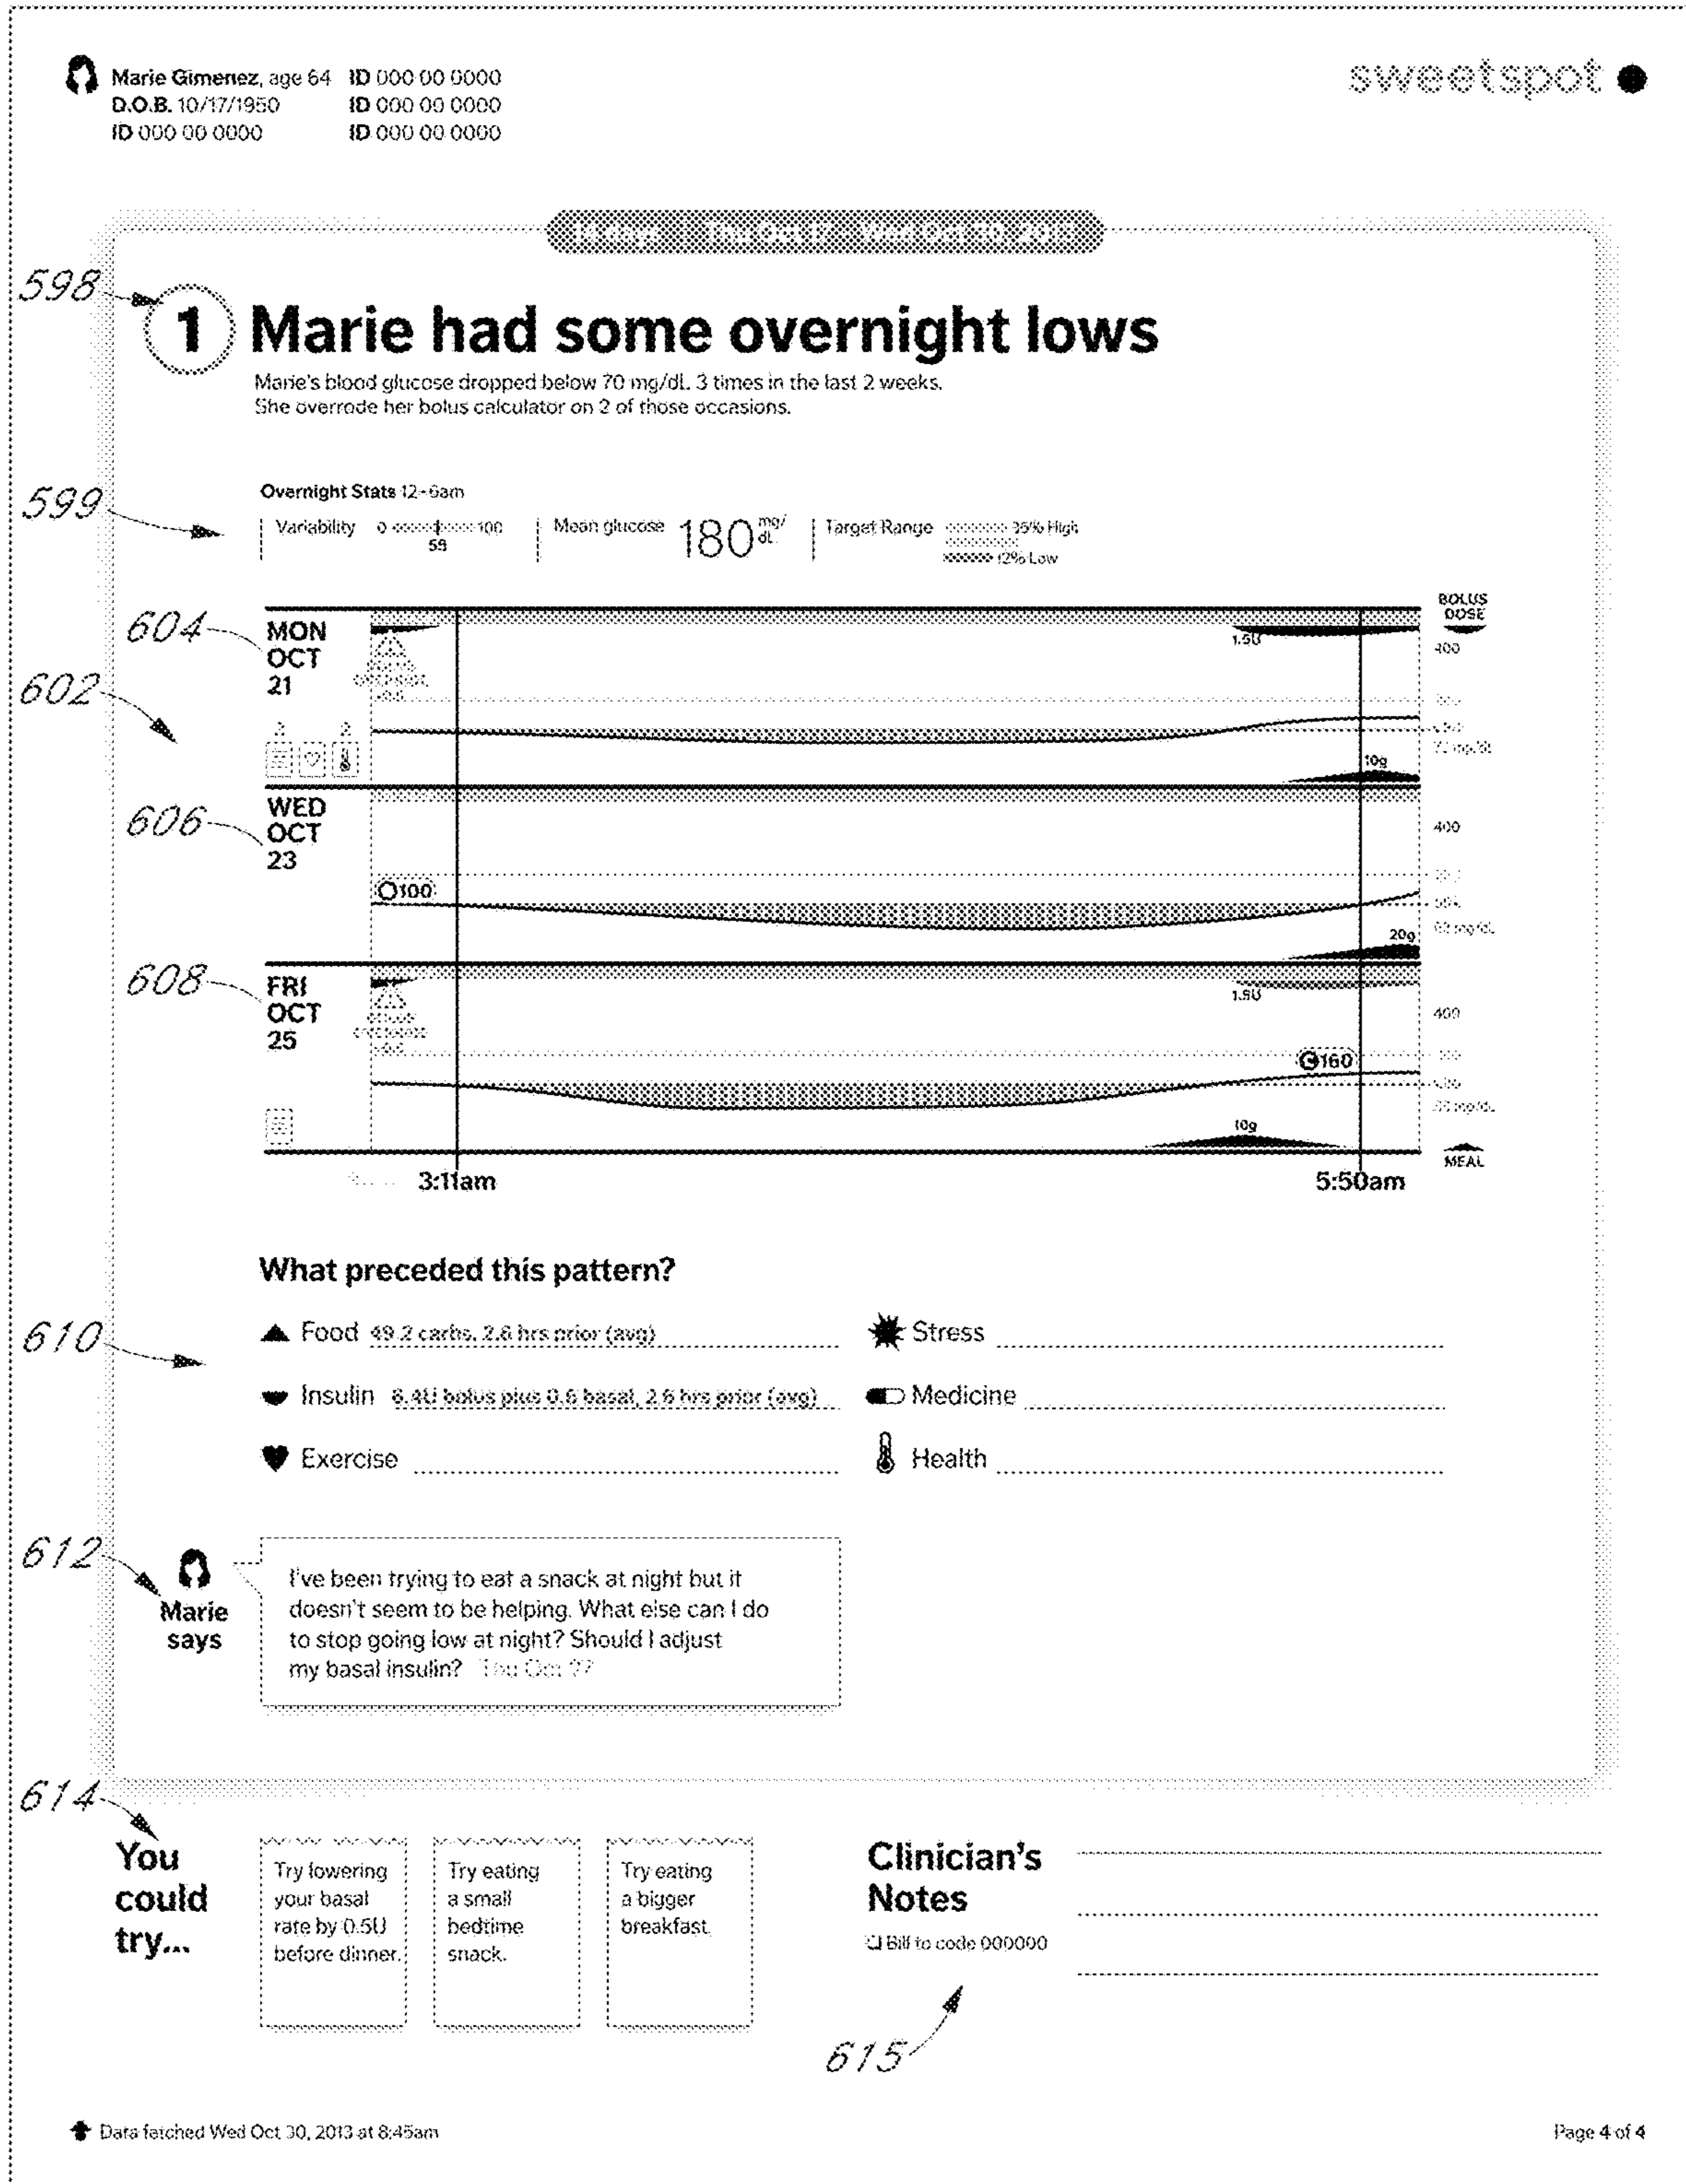 Marie Gimenez, age 64 ID 000 00 0000
D.O.B. 10/17/1950 ID 000 00 0000
ID 000 00 0000 ID 000 00 0000
sweetspot
598
1 Marie had some overnight lows
Marie's blood glucose dropped below 70 mg/dL 3 times in the last 2 weeks.
She overrode her bolus calculator on 2 of those occasions.
599
Overnight Stats 12-6am
Variability 0 100
Mean glucose 180 mg/dL
Target Range 35% High
12% Low
BOLUS
DOSE
604
MON
OCT
21
1.5U
400
602
10g
606
WED
OCT
23
400
100
20g
608
FRI
OCT
25
1.5U
400
160
10g
MEAL
3:11am
5:50am
What preceded this pattern?
610
Food 49.2 carbs, 2.6 hrs prior (avg)
Stress
Insulin 6.4U bolus plus 0.6 basal, 2.6 hrs prior (avg)
Medicine
Exercise
Health
612
Marie
says
I've been trying to eat a snack at night but it
doesn't seem to be helping. What else can I do
to stop going low at night? Should I adjust
my basal insulin?
614
You
could
try...
Try lowering
your basal
rate by 0.5U
before dinner.
Try eating
a small
bedtime
snack.
Try eating
a bigger
breakfast.
Clinician's
Notes
Bill to code 000000
615
Data fetched Wed Oct 30, 2013 at 8:45am
Page 4 of 4